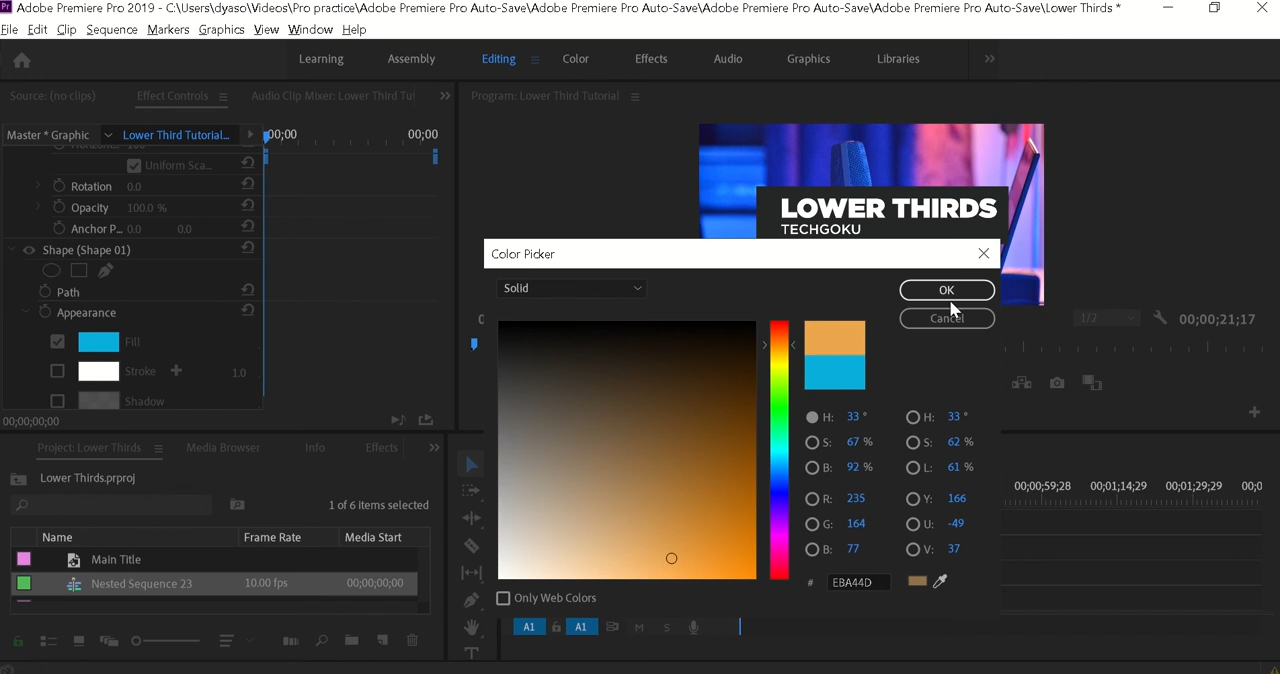 Adobe Premiere Pro 2019 - C:\Users\dyaso\Videos\Pro practice\Adobe Premiere Pro Auto-Save\Adobe Premiere Pro Auto-Save\Adobe Premiere Pro Auto-Save\Adobe Premiere Pro Auto-Save\Lower Thirds *
File Edit Clip Sequence Markers Graphics View Window Help
Learning Assembly Editing Color Effects Audio Graphics Libraries
Source: (no clips) Effect Controls Audio Clip Mixer: Lower Third Tu Program: Lower Third Tutorial
Master * Graphic Lower Third Tutorial... :00;00 00;00
Uniform Sca...
Rotation 0.0
Opacity 100.0 %
Anchor P... 0.0 0.0
Shape (Shape 01)
Path
Appearance
Fill
Stroke 1.0
Shadow
00;00;00;00
LOWER THIRDS
TECHGOKU
Color Picker
Solid
OK
Cancel
H: 33 ° H: 33 °
S: 67 % S: 62 %
B: 92 % L: 61 %
R: 235 Y: 166
G: 164 U: -49
B: 77 V: 37
# EBA44D
Only Web Colors
1/2 00;00;21;17
Project: Lower Thirds Media Browser Info Effects
Lower Thirds.prproj
1 of 6 items selected
Name Frame Rate Media Start
Main Title
Nested Sequence 23 10.00 fps 00;00;00;00
00;00;59;28 00;01;14;29 00;01;29;29 00;0
A1 A1 M S